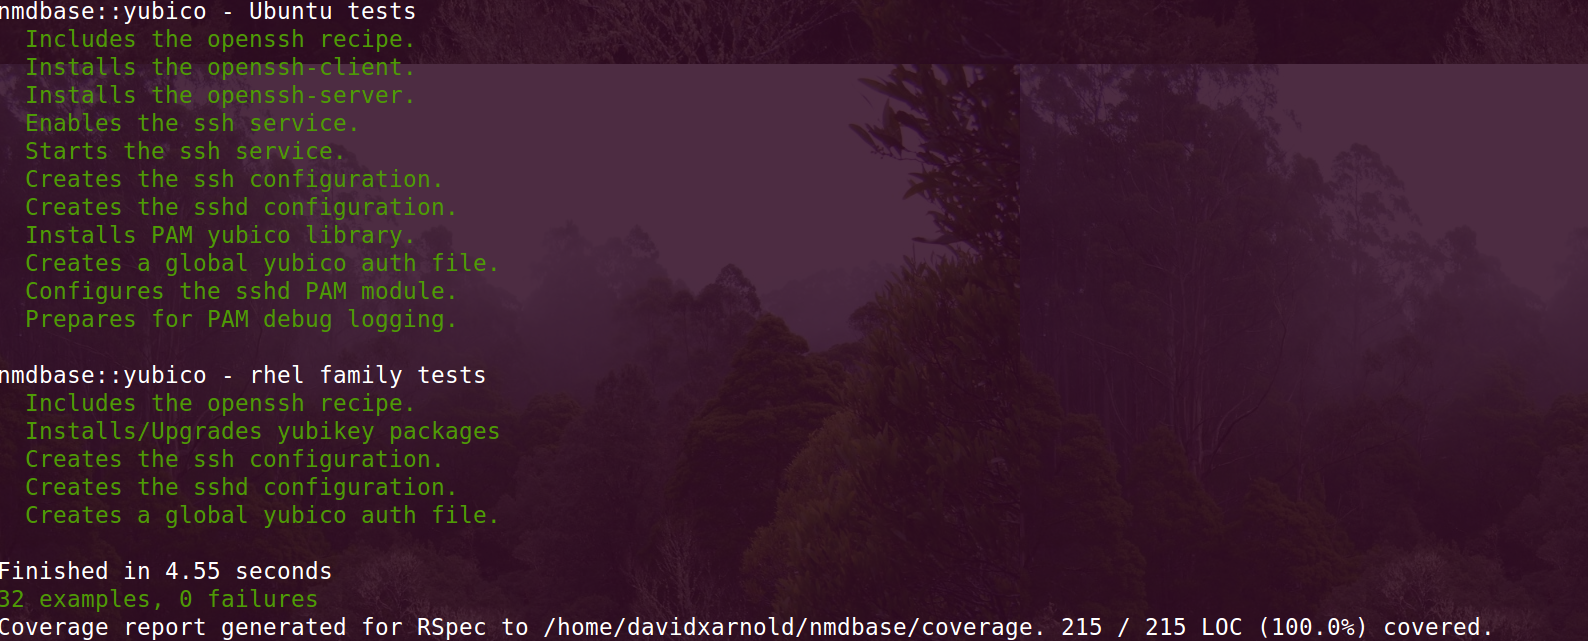 nmdbase::yubico - Ubuntu tests
Includes the openssh recipe.
Installs the openssh-client.
Installs the openssh-server.
Enables the ssh service.
Starts the ssh service.
Creates the ssh configuration.
Creates the sshd configuration.
Installs PAM yubico library.
Creates a global yubico auth file.
Configures the sshd PAM module.
Prepares for PAM debug logging.
nmdbase::yubico - rhel family tests
Includes the openssh recipe.
Installs/Upgrades yubikey packages
Creates the ssh configuration.
Creates the sshd configuration.
Creates a global yubico auth file.
Finished in 4.55 seconds
32 examples, 0 failures
Coverage report generated for RSpec to /home/davidxarnold/nmdbase/coverage. 215 / 215 LOC (100.0%) covered.